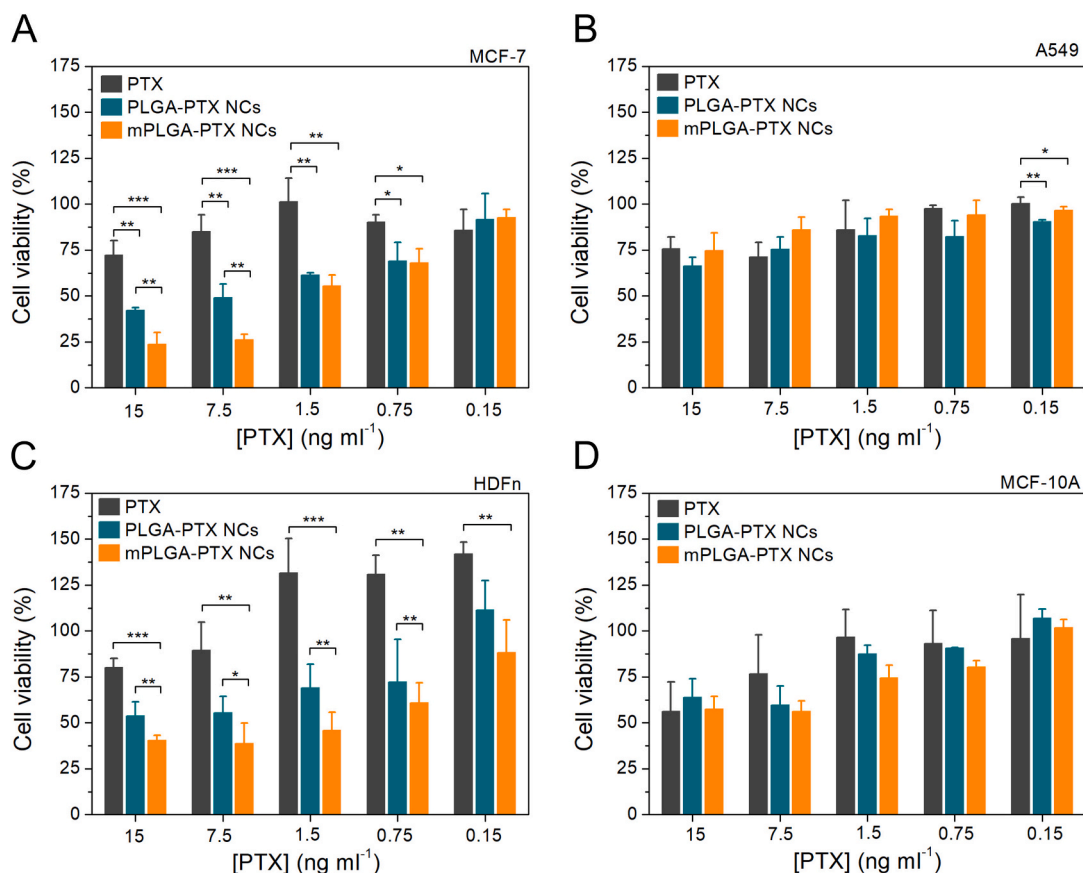 A
MCF-7
175
150
125
100
75
50
25
0
Cell viability (%)
PTX
PLGA-PTX NCs
mPLGA-PTX NCs
***
**
**
***
**
**
**
**
*
*
15 7.5 1.5 0.75 0.15
[PTX] (ng ml⁻¹)
B
A549
175
150
125
100
75
50
25
0
Cell viability (%)
PTX
PLGA-PTX NCs
mPLGA-PTX NCs
*
**
15 7.5 1.5 0.75 0.15
[PTX] (ng ml⁻¹)
C
HDFn
175
150
125
100
75
50
25
0
Cell viability (%)
PTX
PLGA-PTX NCs
mPLGA-PTX NCs
***
**
**
*
***
**
**
**
**
15 7.5 1.5 0.75 0.15
[PTX] (ng ml⁻¹)
D
MCF-10A
175
150
125
100
75
50
25
0
Cell viability (%)
PTX
PLGA-PTX NCs
mPLGA-PTX NCs
15 7.5 1.5 0.75 0.15
[PTX] (ng ml⁻¹)